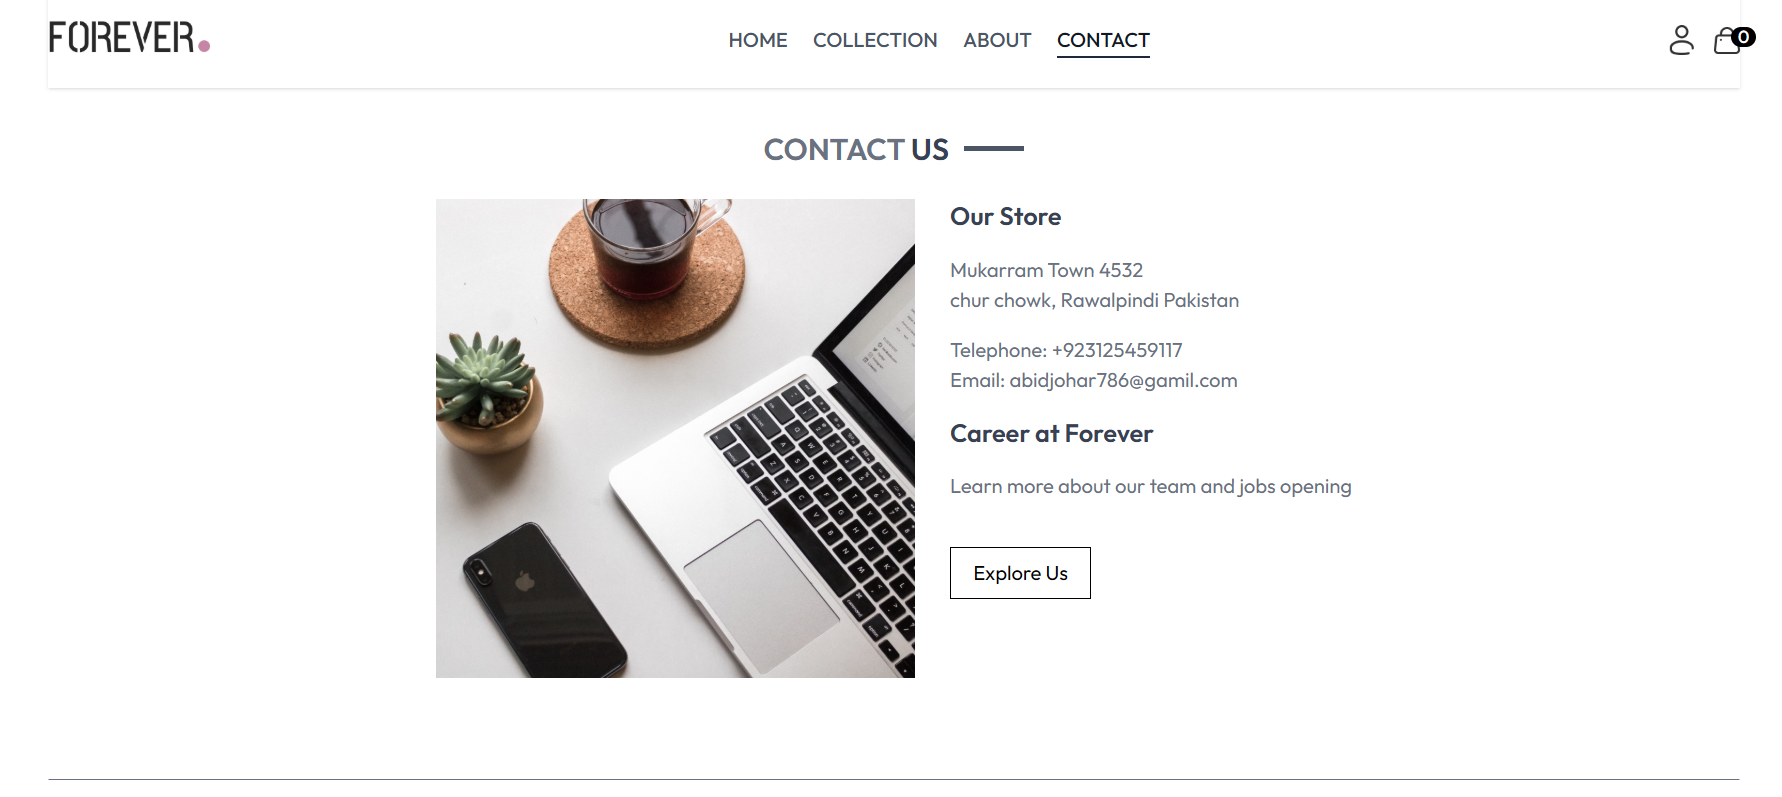 FOREVER.
HOME COLLECTION ABOUT CONTACT
0
CONTACT US
Our Store
Mukarram Town 4532
chur chowk, Rawalpindi Pakistan
Telephone: +923125459117
Email: abidjohar786@gamil.com
Career at Forever
Learn more about our team and jobs opening
Explore Us